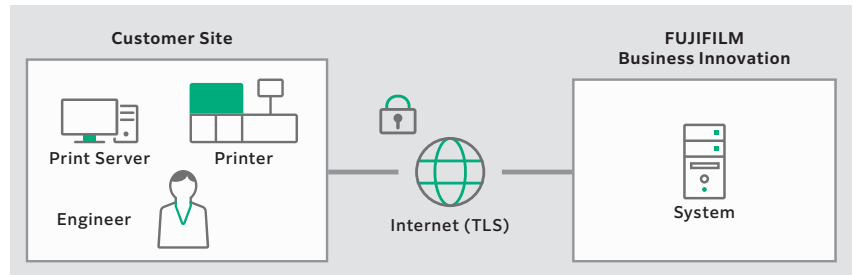 Customer Site
FUJIFILM
Business Innovation
Print Server
Printer
Engineer
Internet (TLS)
System